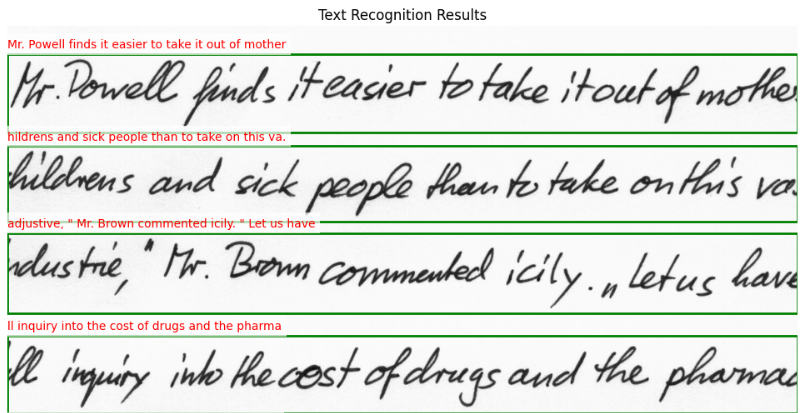 Text Recognition Results
Mr. Powell finds it easier to take it out of mother
Mr. Powell finds it easier to take it out of mothe
hildrens and sick people than to take on this va.
hildrens and sick people than to take on this va
adjustive, " Mr. Brown commented icily. " Let us have
ndustrie, " Mr. Brown commented icily. " Let us have
ll inquiry into the cost of drugs and the pharma
ll inquiry into the cost of drugs and the pharmac